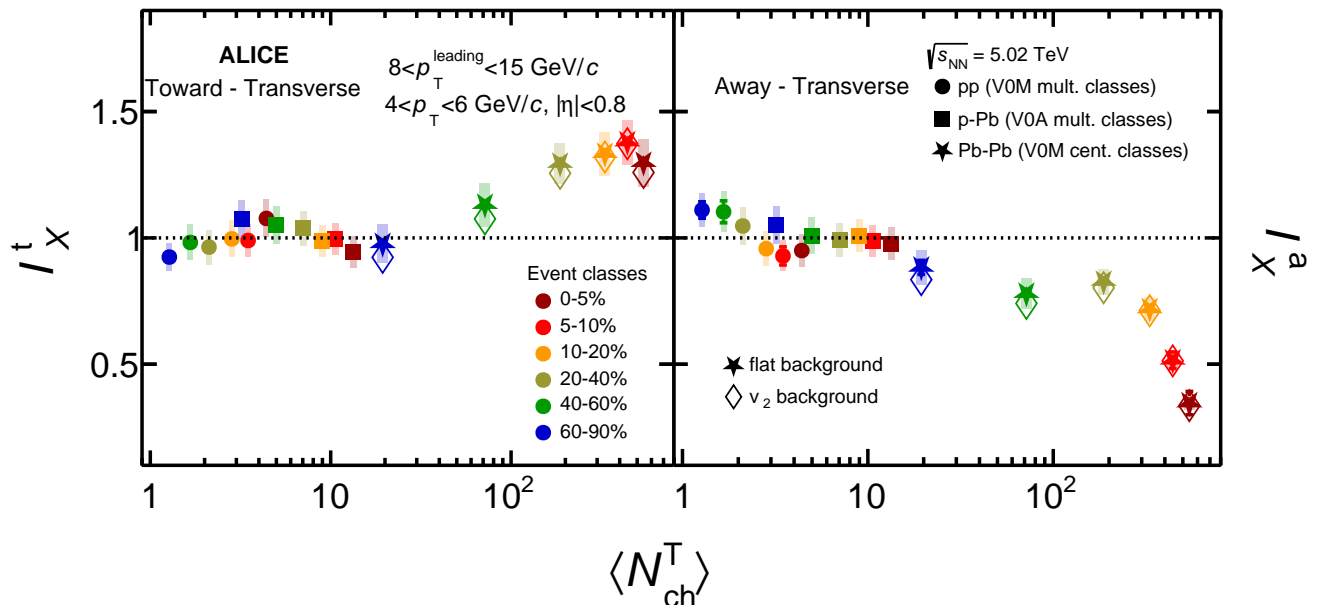 ALICE
Toward - Transverse
8<p_T^leading<15 GeV/c
4<p_T<6 GeV/c, |η|<0.8
Away - Transverse
√s_NN = 5.02 TeV
pp (V0M mult. classes)
p-Pb (V0A mult. classes)
Pb-Pb (V0M cent. classes)
I_X^t
1.5
1
0.5
Event classes
0-5%
5-10%
10-20%
20-40%
40-60%
60-90%
flat background
v_2 background
I_X^a
1
10
10^2
1
10
10^2
⟨N_ch^T⟩